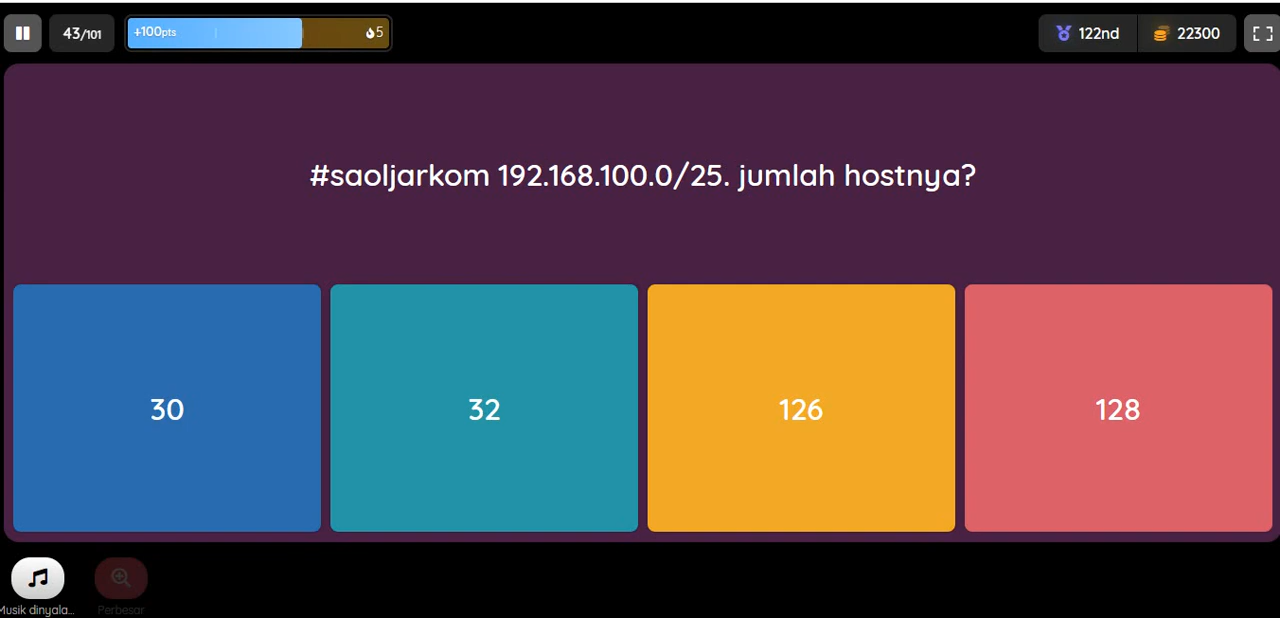 43/101
+100pts
5
122nd
22300
#saoljarkom 192.168.100.0/25. jumlah hostnya?
30
32
126
128
Musik dinyala...
Perbesar